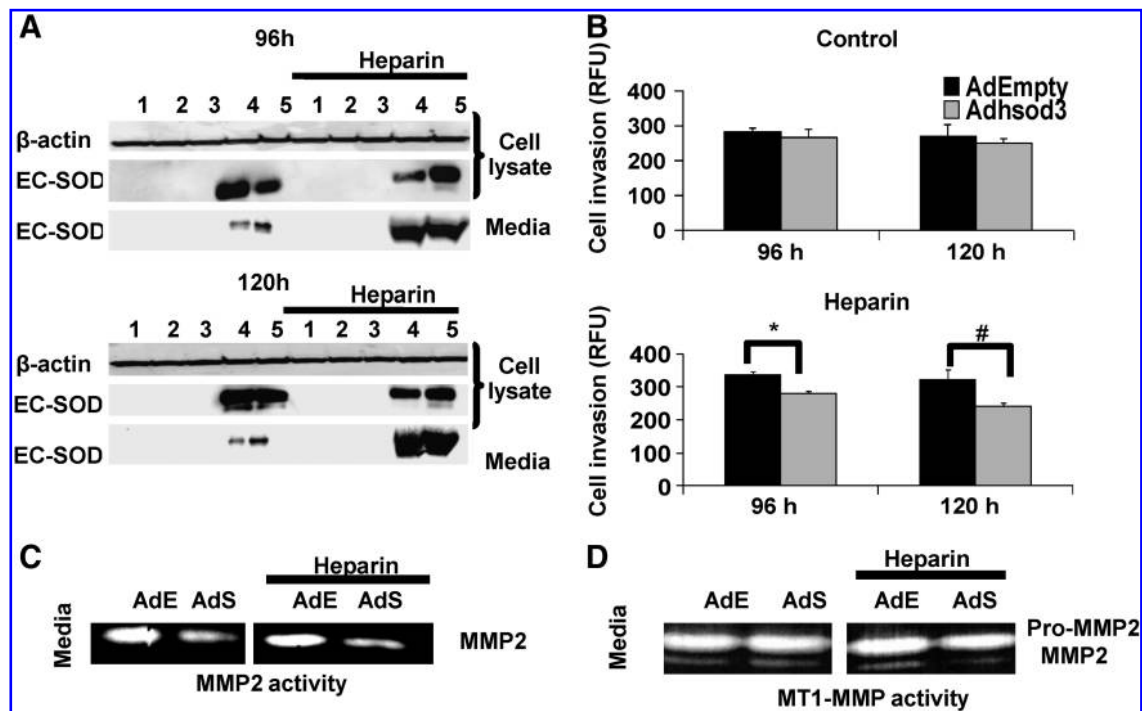 A
96h
Heparin
1 2 3 4 5 1 2 3 4 5
β-actin
EC-SOD
Cell
lysate
EC-SOD
Media
120h
Heparin
1 2 3 4 5 1 2 3 4 5
β-actin
EC-SOD
Cell
lysate
EC-SOD
Media
B
Control
AdEmpty
Adhsod3
Cell invasion (RFU)
400
300
200
100
0
96 h 120 h
Heparin
* #
Cell invasion (RFU)
400
300
200
100
0
96 h 120 h
C
Heparin
AdE AdS AdE AdS
Media
MMP2
MMP2 activity
D
Heparin
AdE AdS AdE AdS
Media
Pro-MMP2
MMP2
MT1-MMP activity